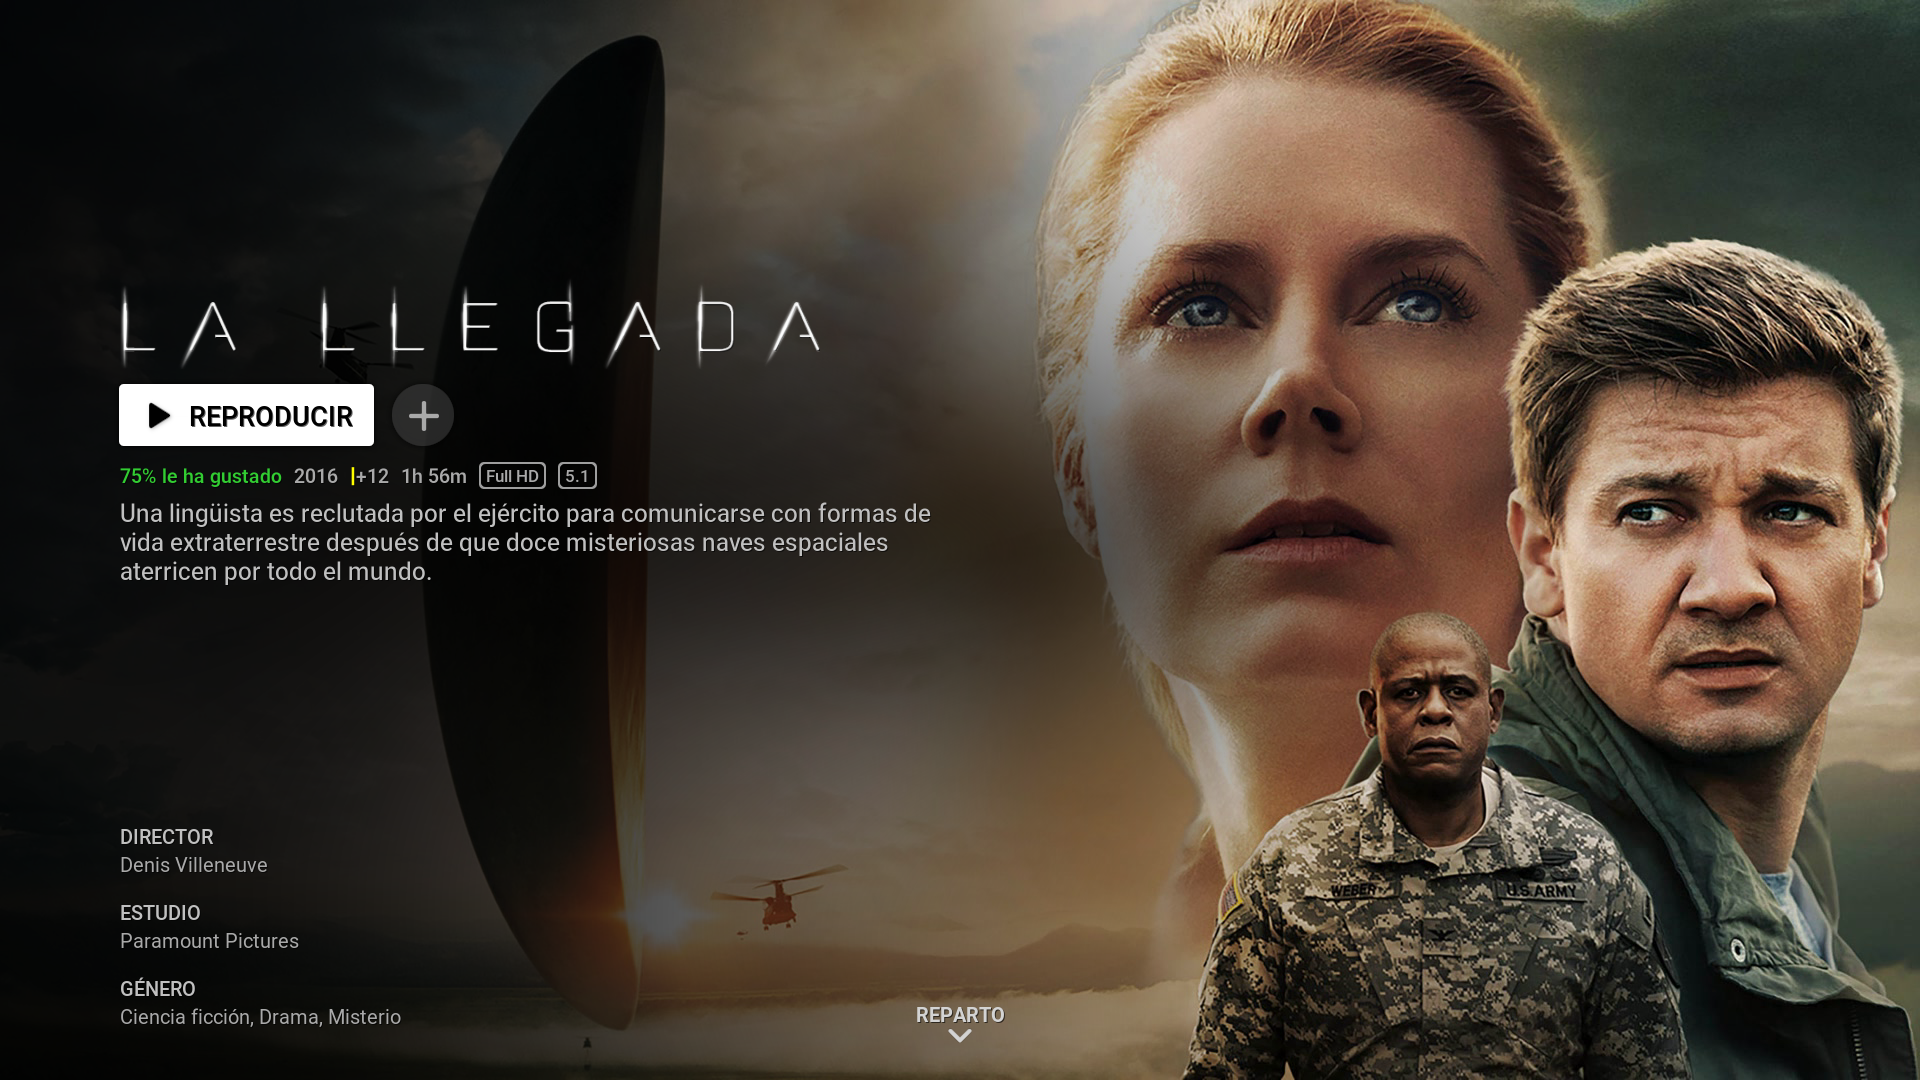 LA LLEGADA
REPRODUCIR
75% le ha gustado 2016 +12 1h 56m Full HD 5.1
Una lingüista es reclutada por el ejército para comunicarse con formas de
vida extraterrestre después de que doce misteriosas naves espaciales
aterricen por todo el mundo.
DIRECTOR
Denis Villeneuve
ESTUDIO
Paramount Pictures
GÉNERO
Ciencia ficción, Drama, Misterio
REPARTO
WEBER
U.S. ARMY